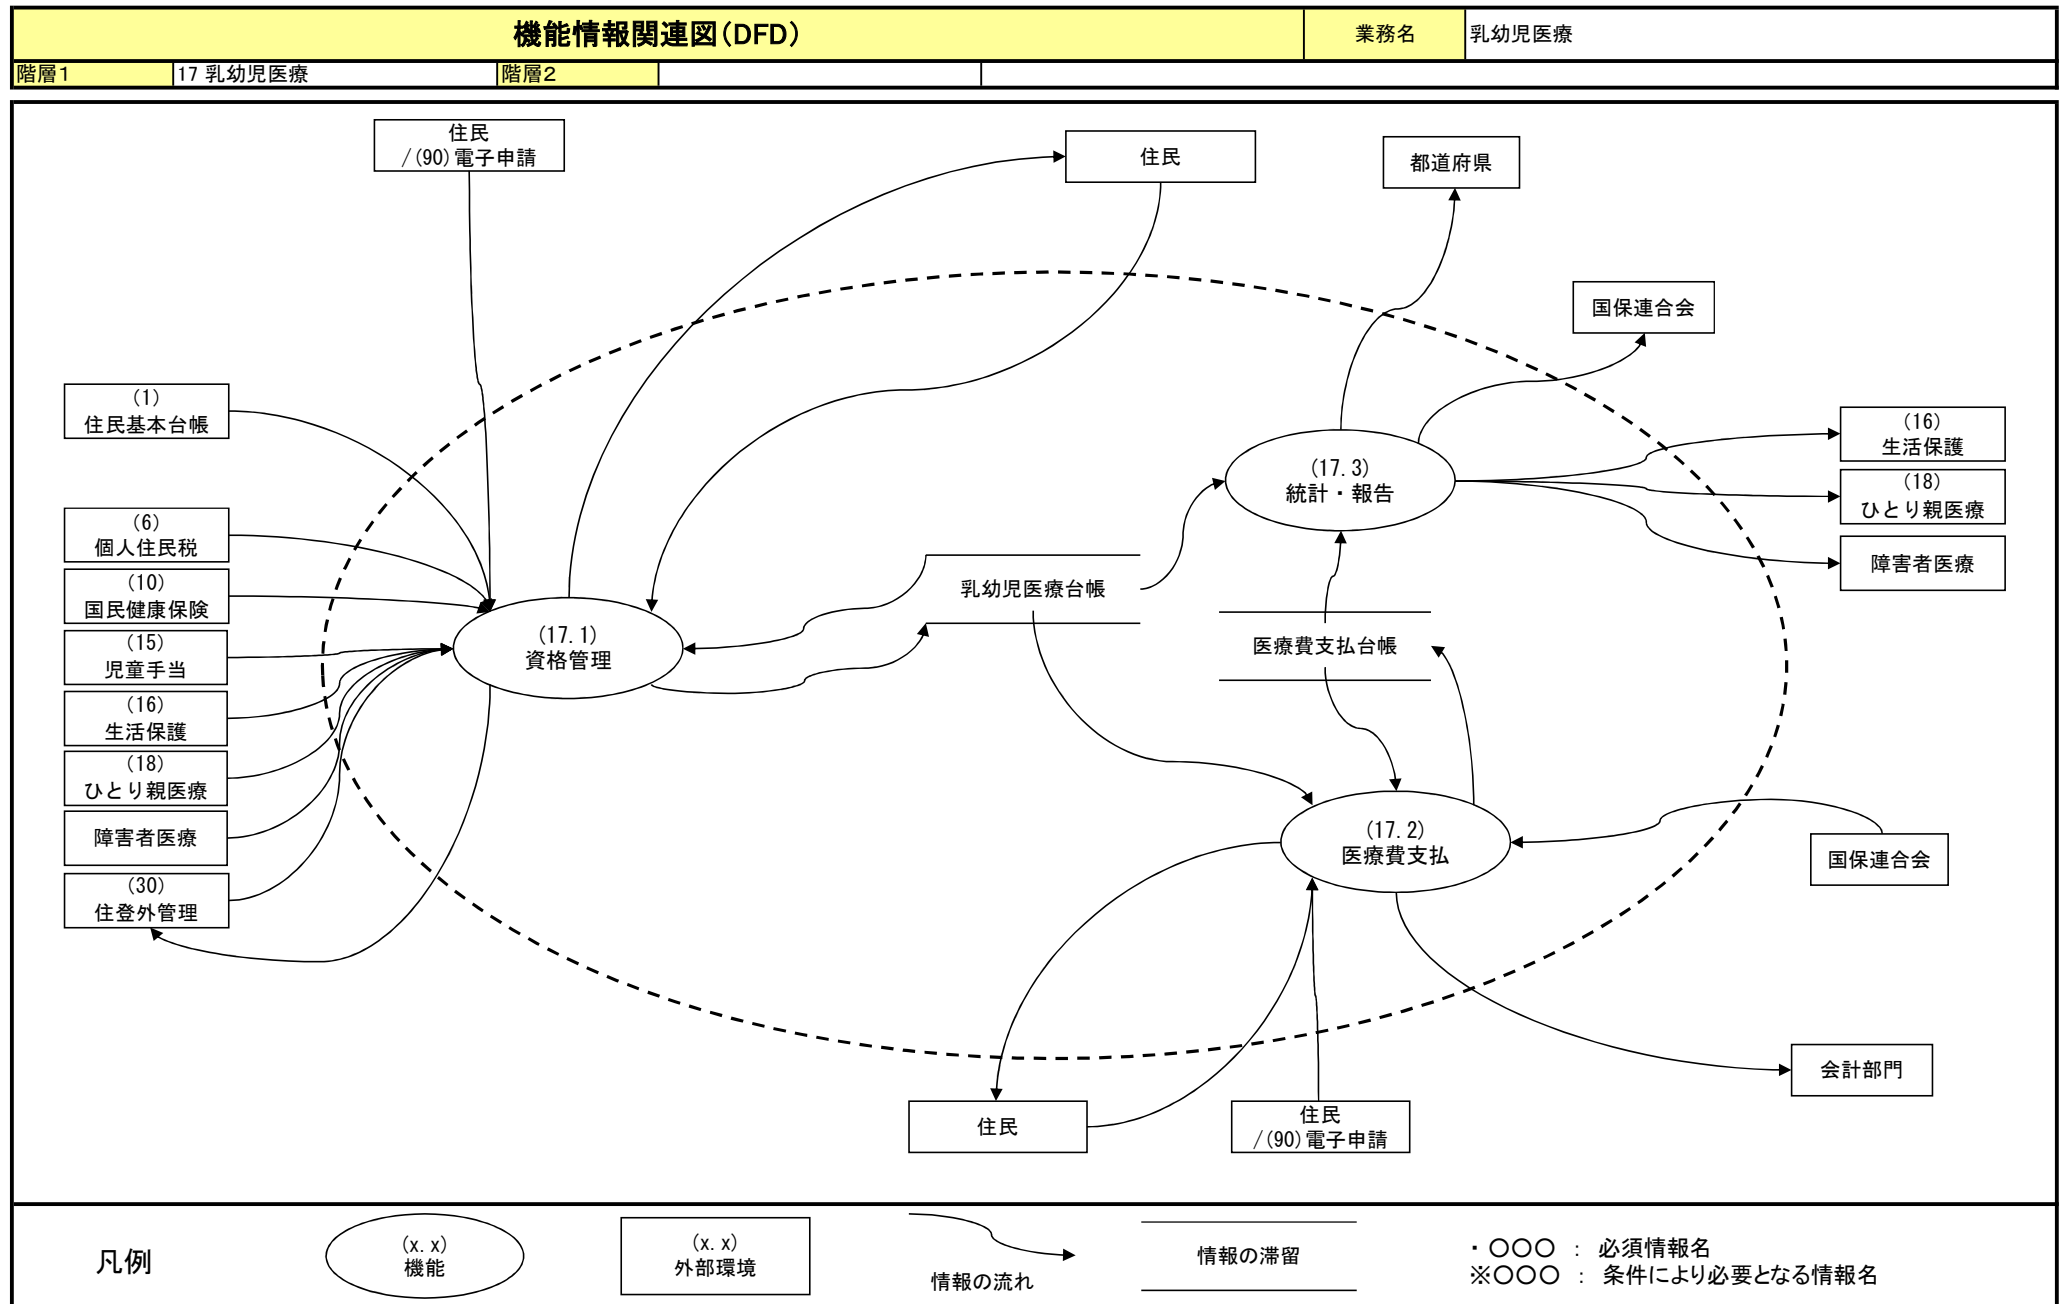 機能情報関連図(DFD)
業務名
乳幼児医療
階層1
17 乳幼児医療
階層2
住民
/(90)電子申請
住民
都道府県
国保連合会
(1)
住民基本台帳
(16)
生活保護
(17.3)
統計・報告
(18)
ひとり親医療
(6)
個人住民税
障害者医療
(10)
国民健康保険
乳幼児医療台帳
(17.1)
資格管理
(15)
児童手当
医療費支払台帳
(16)
生活保護
(18)
ひとり親医療
障害者医療
(17.2)
医療費支払
国保連合会
(30)
住登外管理
会計部門
住民
住民
/(90)電子申請
凡例
(x.x)
機能
(x.x)
外部環境
情報の流れ
情報の滞留
・○○○ : 必須情報名
※○○○ : 条件により必要となる情報名